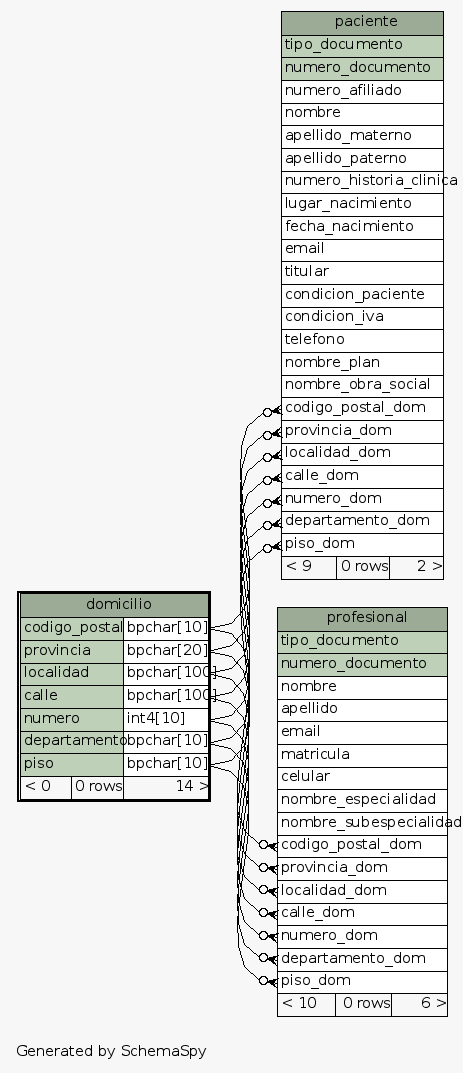 paciente
tipo_documento
numero_documento
numero_afiliado
nombre
apellido_materno
apellido_paterno
numero_historia_clinica
lugar_nacimiento
fecha_nacimiento
email
titular
condicion_paciente
condicion_iva
telefono
nombre_plan
nombre_obra_social
codigo_postal_dom
provincia_dom
localidad_dom
calle_dom
numero_dom
departamento_dom
piso_dom
< 9 0 rows 2 >
domicilio
codigo_postal bpchar[10]
provincia bpchar[20]
localidad bpchar[100]
calle bpchar[100]
numero int4[10]
departamento bpchar[10]
piso bpchar[10]
< 0 0 rows 14 >
profesional
tipo_documento
numero_documento
nombre
apellido
email
matricula
celular
nombre_especialidad
nombre_subespecialidad
codigo_postal_dom
provincia_dom
localidad_dom
calle_dom
numero_dom
departamento_dom
piso_dom
< 10 0 rows 6 >
Generated by SchemaSpy